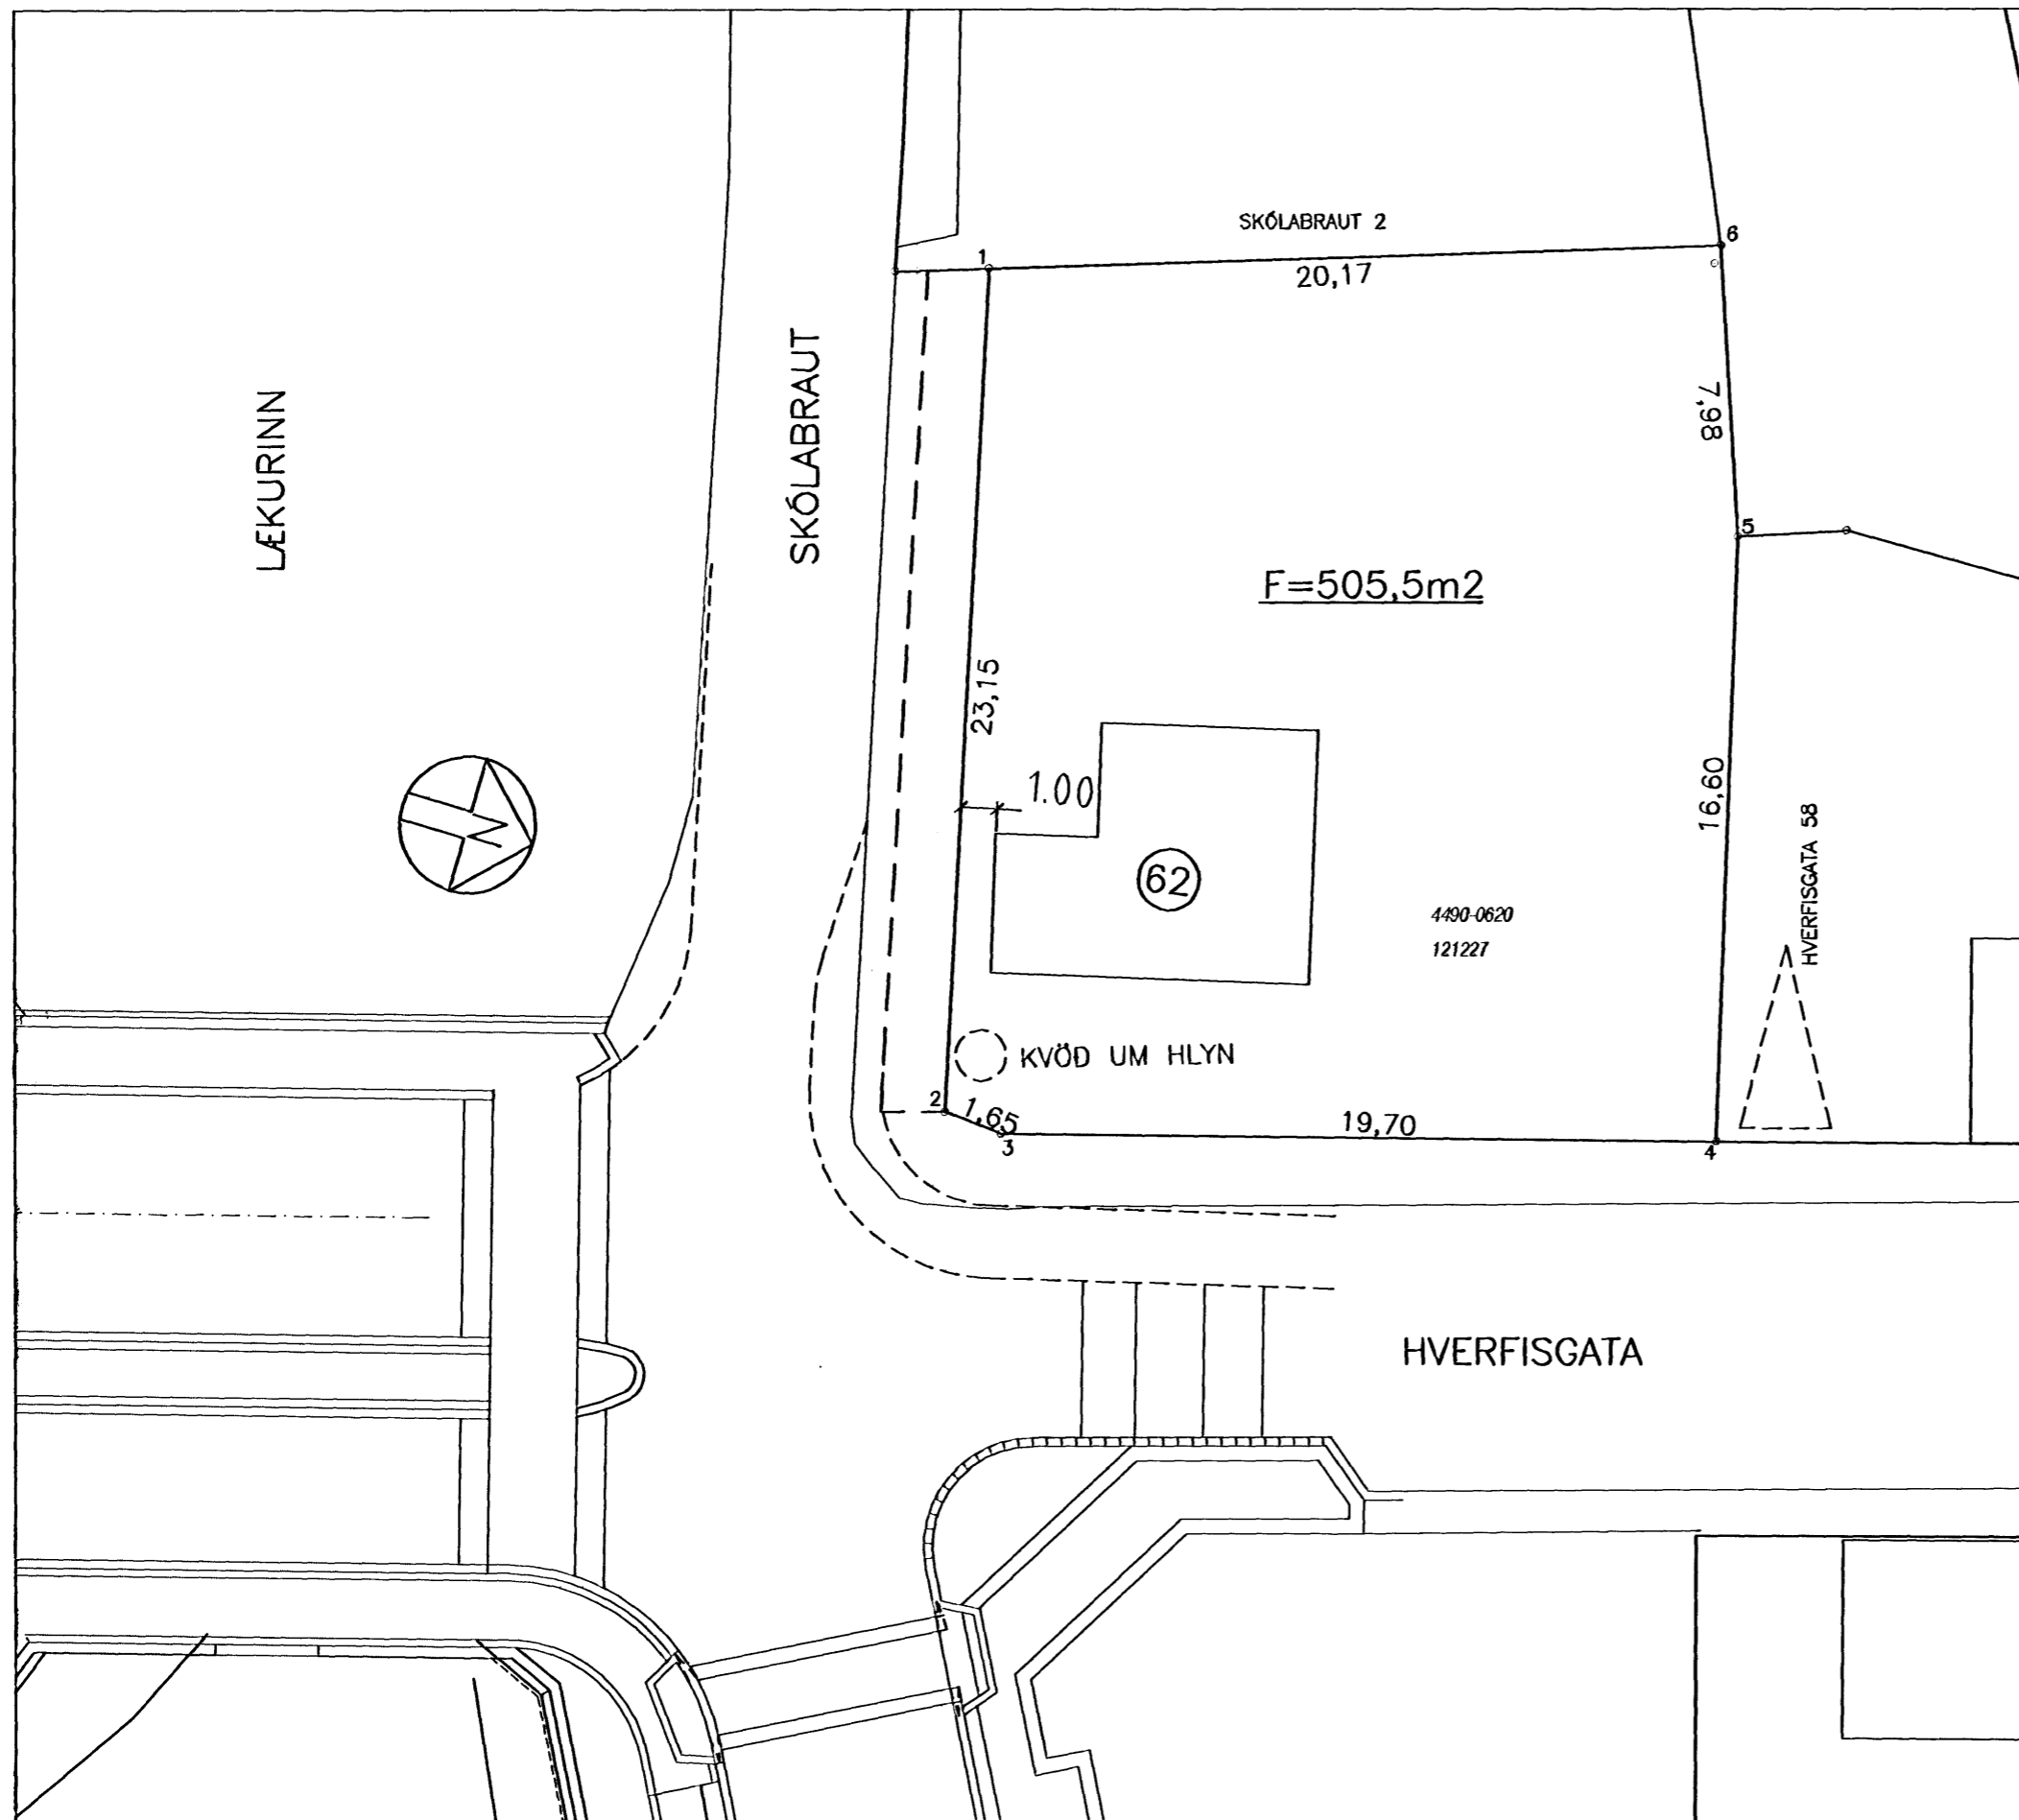 SKÓLABRAUT 2
1
6
20,17
7,98
LÆKURINN
SKÓLABRAUT
5
F=505,5m2
23,15
1.00
16,60
N
62
HVERFISGATA 58
4490-0620
121227
KVÖÐ UM HLYN
2
1,65
3
19,70
4
HVERFISGATA